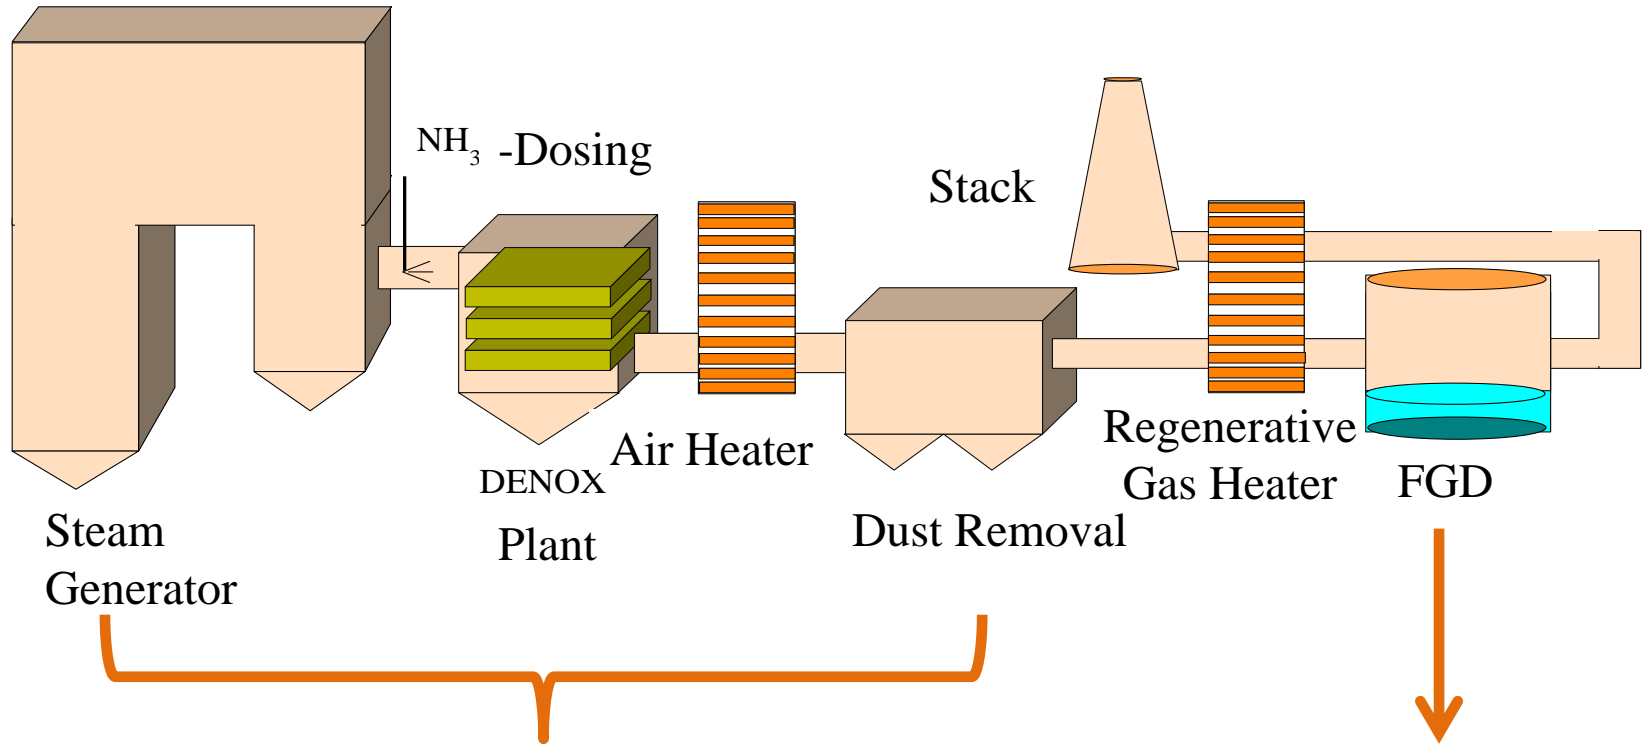 NH3 -Dosing
Stack
Air Heater
Regenerative
Gas Heater
FGD
DENOX
Plant
Dust Removal
Steam
Generator